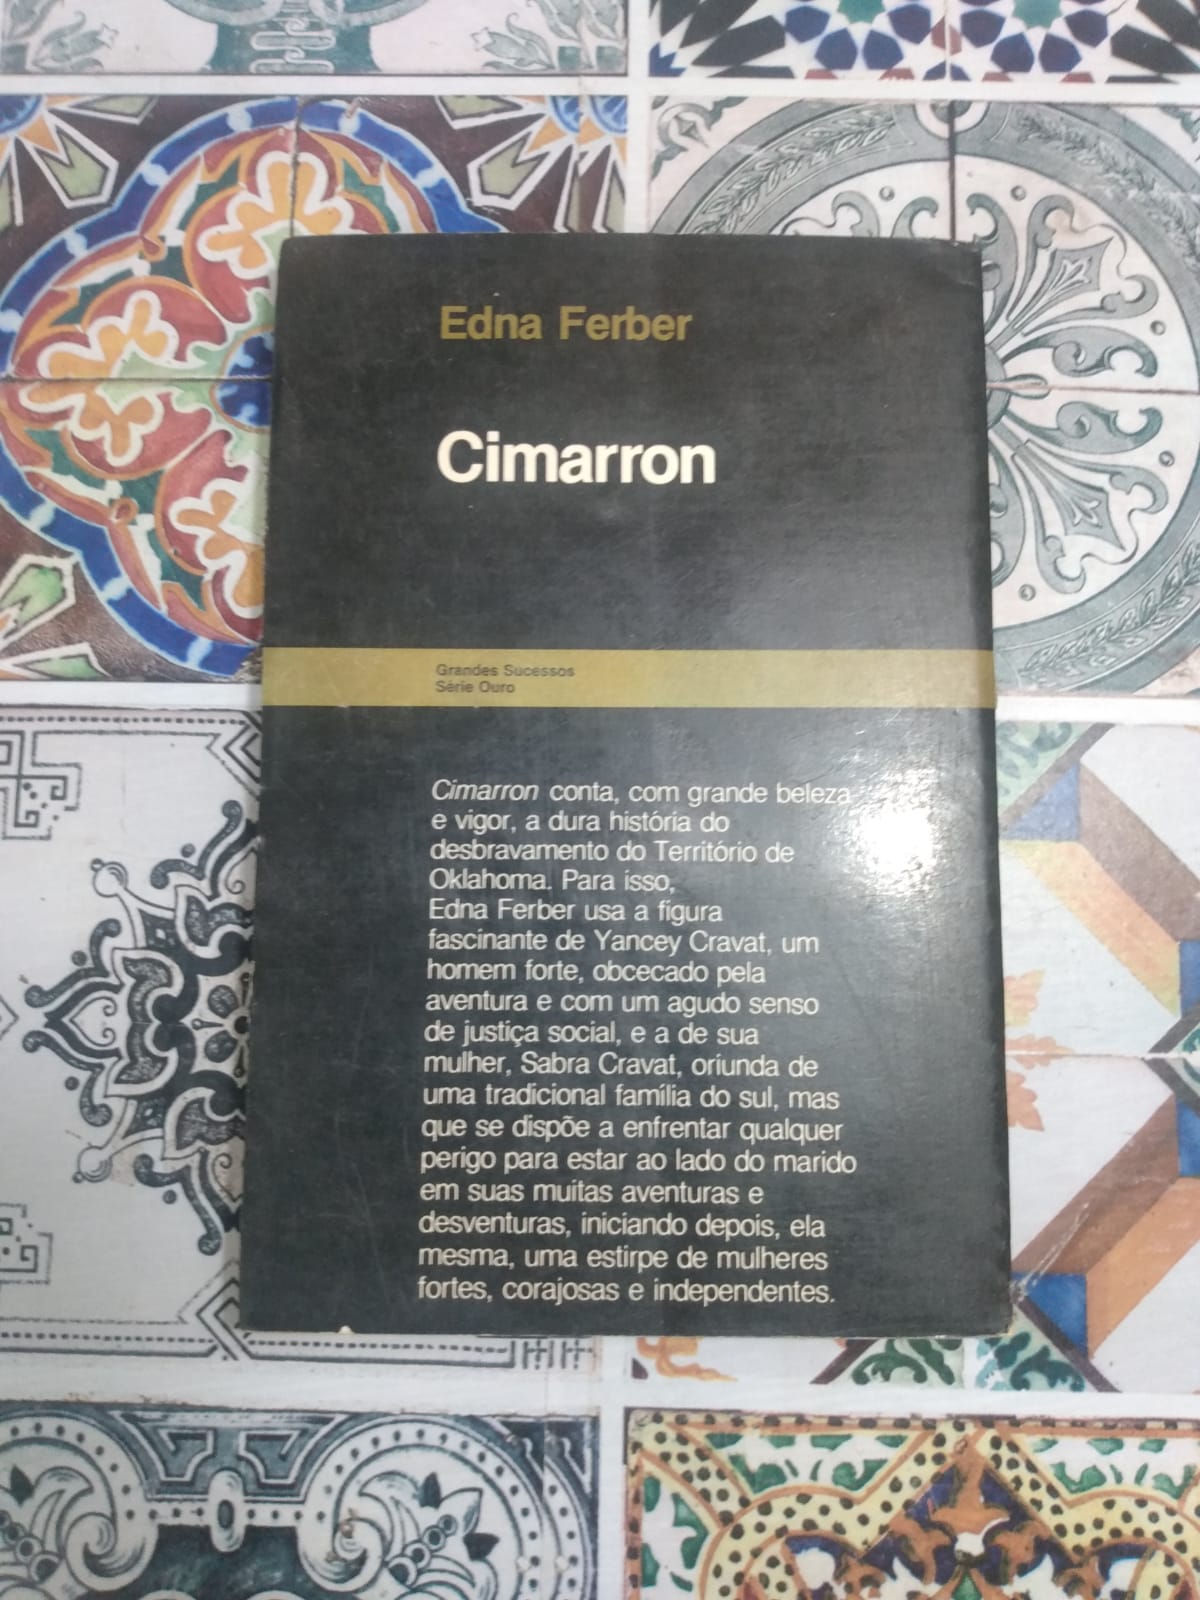 Edna Ferber
Cimarron
Grandes Sucessos
Série Ouro
Cimarron conta, com grande beleza
e vigor, a dura história do
desbravamento do Território de
Oklahoma. Para isso,
Edna Ferber usa a figura
fascinante de Yancey Cravat, um
homem forte, obcecado pela
aventura e com um agudo senso
de justiça social, e a de sua
mulher, Sabra Cravat, oriunda de
uma tradicional família do sul, mas
que se dispõe a enfrentar qualquer
perigo para estar ao lado do marido
em suas muitas aventuras e
desventuras, iniciando depois, ela
mesma, uma estirpe de mulheres
fortes, corajosas e independentes.